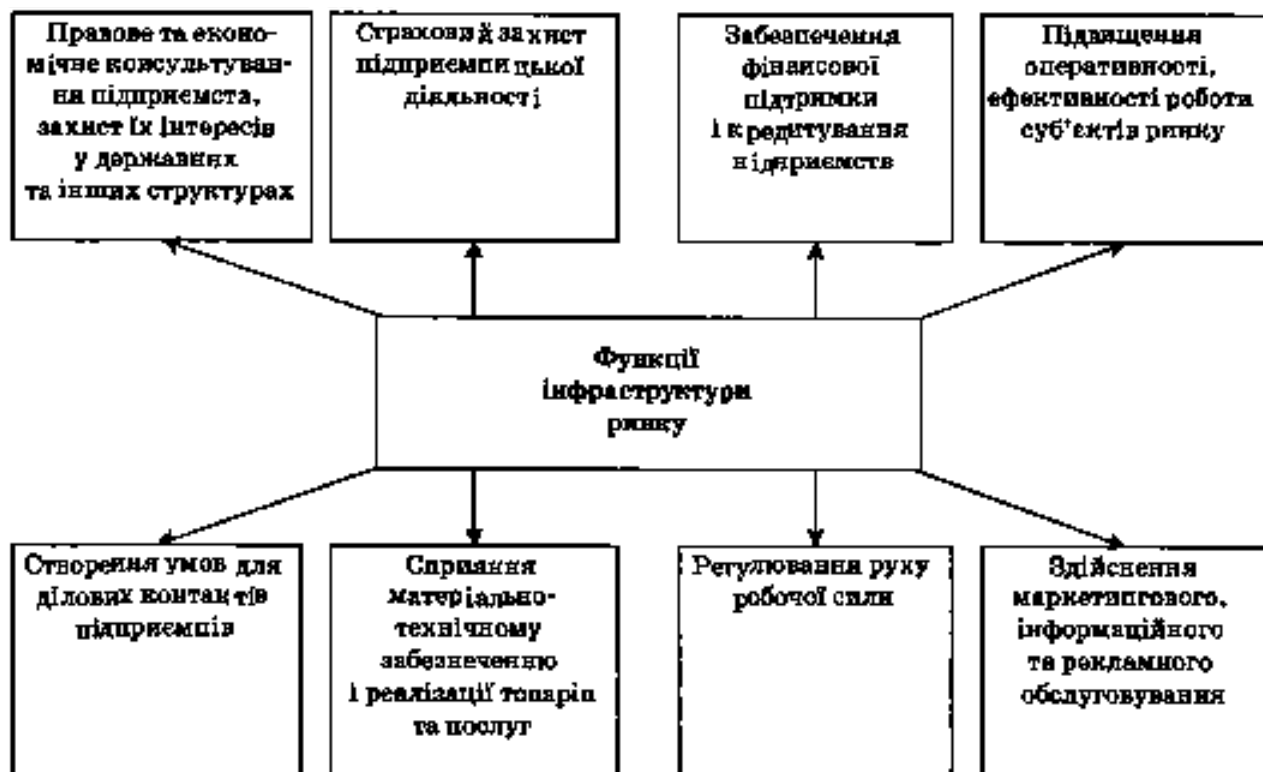 Правове та еконо-
мічне консультуван-
ня підприємста,
захист їх інтересів
у державних
та інших структурах
Страховий захист
підприємницької
діяльності
Забезпечення
фінансової
підтримки
і кредитування
підприємств
Підвищення
оперативності,
ефективності роботи
суб'єктів ринку
Функції
інфраструктури
ринку
Створення умов для
ділових контактів
підприємців
Сприяння
матеріально-
технічному
забезпеченню
і реалізації товарів
та послуг
Регулювання руху
робочої сили
Здійснення
маркетингового,
інформаційного
та рекламного
обслуговування